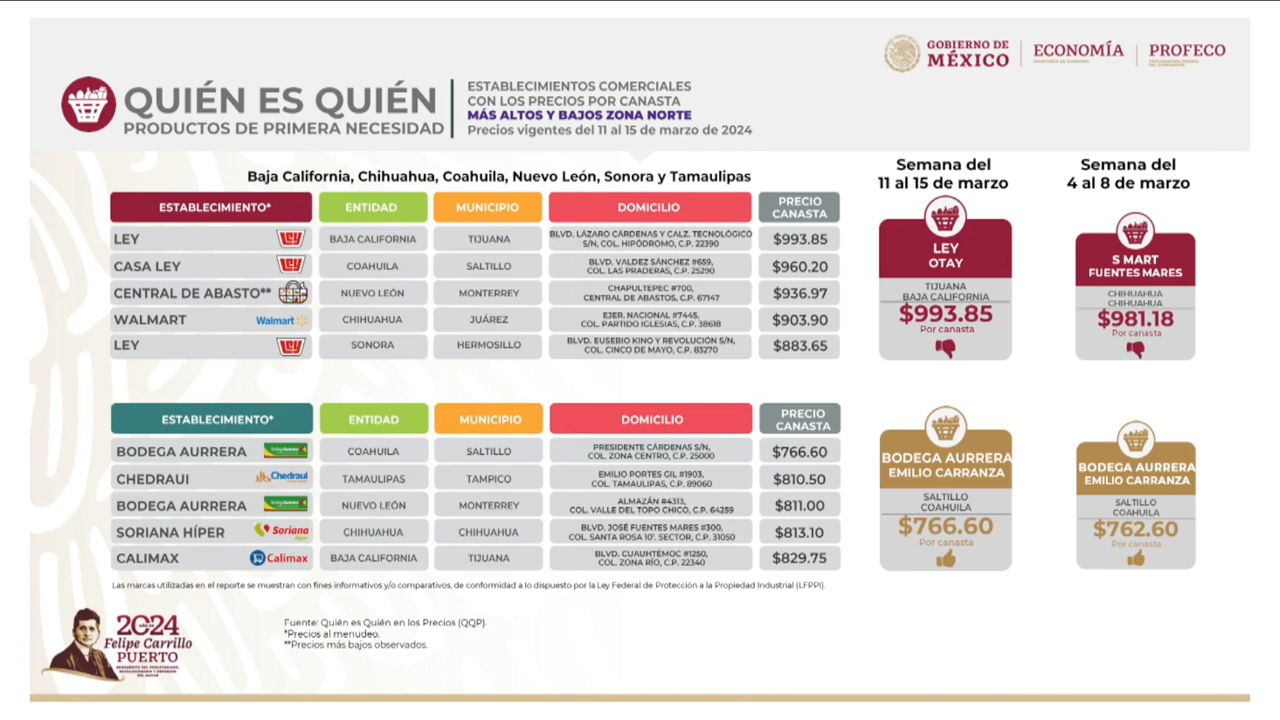 GOBIERNO DE
MÉXICO
ECONOMÍA
PROFECO
QUIÉN ES QUIÉN
PRODUCTOS DE PRIMERA NECESIDAD
ESTABLECIMIENTOS COMERCIALES
CON LOS PRECIOS POR CANASTA
MÁS ALTOS Y BAJOS ZONA NORTE
Precios vigentes del 11 al 15 de marzo de 2024
Baja California, Chihuahua, Coahuila, Nuevo León, Sonora y Tamaulipas
ESTABLECIMIENTO* ENTIDAD MUNICIPIO DOMICILIO PRECIO CANASTA
LEY LEY BAJA CALIFORNIA TIJUANA BLVD. LÁZARO CÁRDENAS Y CALZ. TECNOLÓGICO S/N, COL. HIPÓDROMO, C.P. 22390 $993.85
CASA LEY LEY COAHUILA SALTILLO BLVD. VALDEZ SÁNCHEZ #659, COL. LAS PRADERAS, C.P. 25290 $960.20
CENTRAL DE ABASTO** NUEVO LEÓN MONTERREY CHAPULTEPEC #700, CENTRAL DE ABASTOS, C.P. 67147 $936.97
WALMART Walmart CHIHUAHUA JUÁREZ EJER. NACIONAL #7445, COL. PARTIDO IGLESIAS, C.P. 38618 $903.90
LEY LEY SONORA HERMOSILLO BLVD. EUSEBIO KINO Y REVOLUCIÓN S/N, COL. CINCO DE MAYO, C.P. 83270 $883.65
ESTABLECIMIENTO* ENTIDAD MUNICIPIO DOMICILIO PRECIO CANASTA
BODEGA AURRERA COAHUILA SALTILLO PRESIDENTE CÁRDENAS S/N, COL. ZONA CENTRO, C.P. 25000 $766.60
CHEDRAUI Chedraui TAMAULIPAS TAMPICO EMILIO PORTES GIL #1903, COL. TAMAULIPAS, C.P. 89060 $810.50
BODEGA AURRERA NUEVO LEÓN MONTERREY ALMAZÁN #4313, COL. VALLE DEL TOPO CHICO, C.P. 64259 $811.00
SORIANA HÍPER Soriana CHIHUAHUA CHIHUAHUA BLVD. JOSÉ FUENTES MARES #300, COL. SANTA ROSA 10°. SECTOR, C.P. 31050 $813.10
CALIMAX Calimax BAJA CALIFORNIA TIJUANA BLVD. CUAUHTÉMOC #1250, COL. ZONA RÍO, C.P. 22340 $829.75
Semana del
11 al 15 de marzo
LEY
OTAY
TIJUANA
BAJA CALIFORNIA
$993.85
Por canasta
BODEGA AURRERA
EMILIO CARRANZA
SALTILLO
COAHUILA
$766.60
Por canasta
Semana del
4 al 8 de marzo
S MART
FUENTES MARES
CHIHUAHUA
CHIHUAHUA
$981.18
Por canasta
BODEGA AURRERA
EMILIO CARRANZA
SALTILLO
COAHUILA
$762.60
Por canasta
Las marcas utilizadas en el reporte se muestran con fines informativos y/o comparativos, de conformidad a lo dispuesto por la Ley Federal de Protección a la Propiedad Industrial (LFPPI).
2024
Felipe Carrillo
PUERTO
Fuente: Quién es Quién en los Precios (QQP).
*Precios al menudeo.
**Precios más bajos observados.